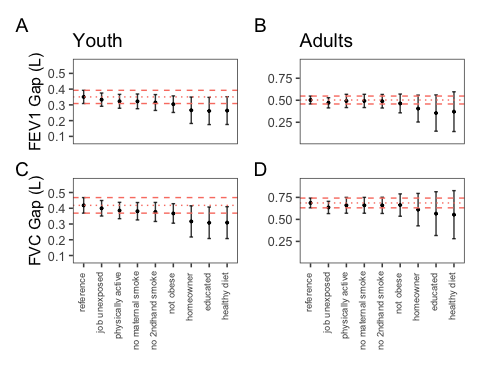 A
Youth
B
Adults
FEV1 Gap (L)
0.5
0.4
0.3
0.2
0.1
0.75
0.50
0.25
C
D
FVC Gap (L)
0.5
0.4
0.3
0.2
0.1
0.75
0.50
0.25
reference
job unexposed
physically active
no maternal smoke
no 2ndhand smoke
not obese
homeowner
educated
healthy diet
reference
job unexposed
physically active
no maternal smoke
no 2ndhand smoke
not obese
homeowner
educated
healthy diet